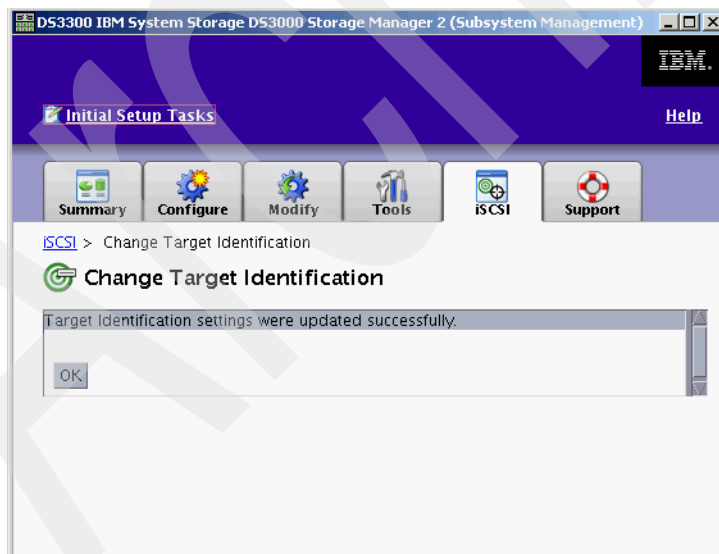 DS3300 IBM System Storage DS3000 Storage Manager 2 (Subsystem Management)
IBM.
Initial Setup Tasks
Help
Summary
Configure
Modify
Tools
iSCSI
Support
iSCSI > Change Target Identification
Change Target Identification
Target Identification settings were updated successfully.
OK